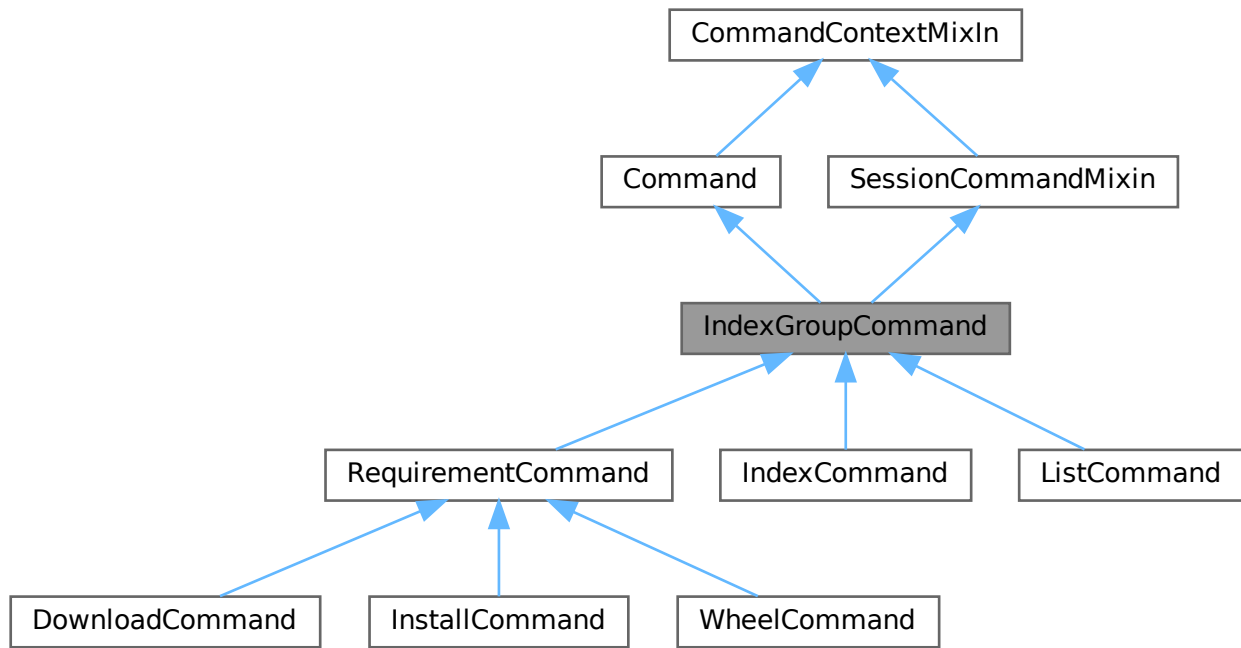 CommandContextMixIn
Command
SessionCommandMixin
IndexGroupCommand
RequirementCommand
IndexCommand
ListCommand
DownloadCommand
InstallCommand
WheelCommand